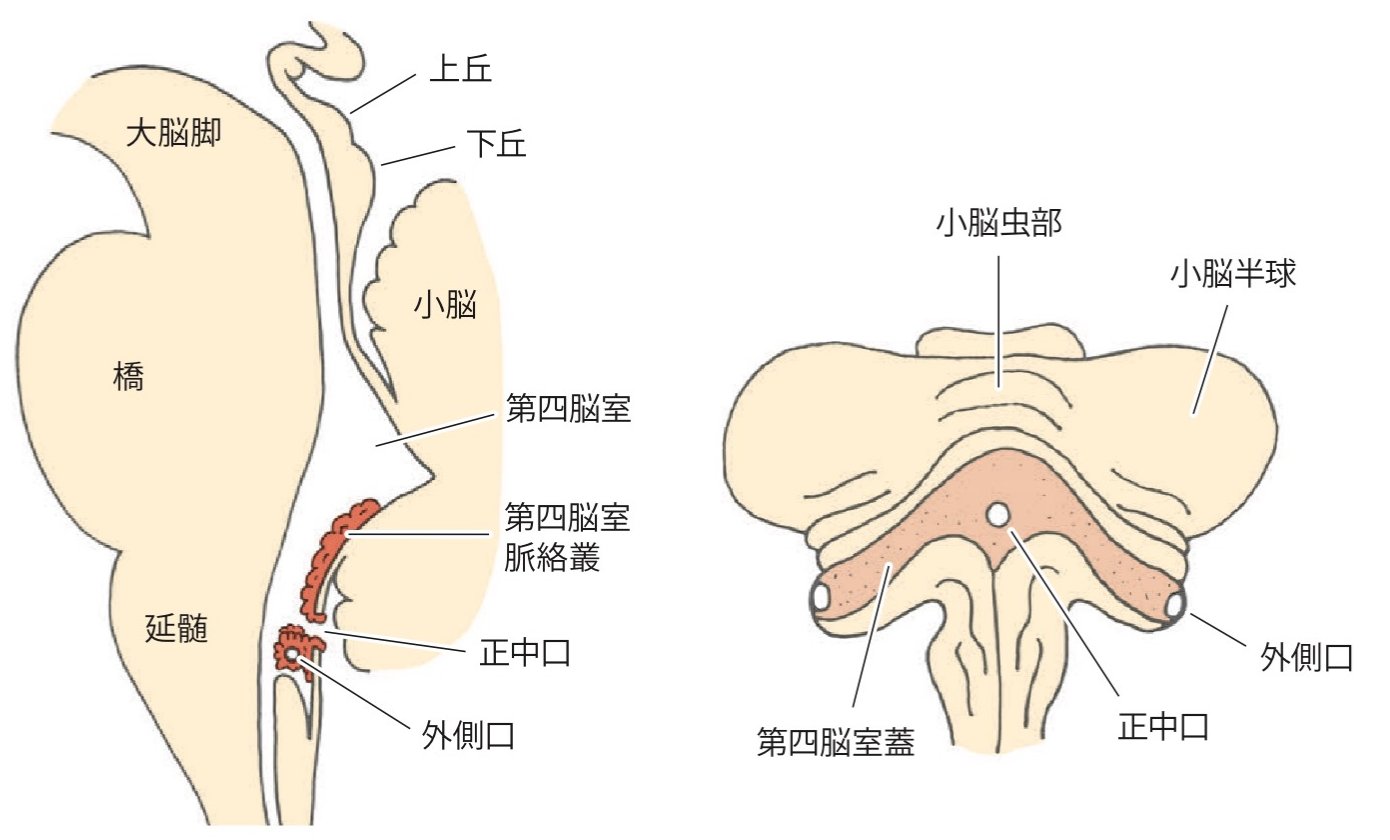 上丘
大脳脚
下丘
小脳
橋
第四脳室
第四脳室
脈絡叢
延髄
正中口
外側口
小脳虫部
小脳半球
外側口
正中口
第四脳室蓋